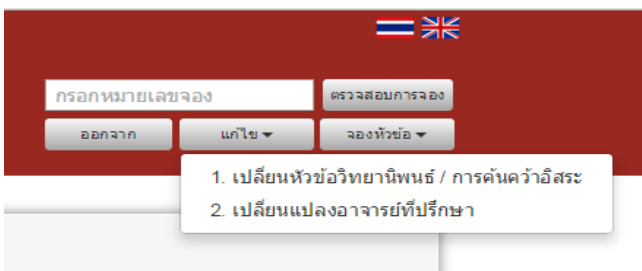 กรอกหมายเลขจอง ตรวจสอบการจอง
ออกจาก แก้ไข จองหัวข้อ
1. เปลี่ยนหัวข้อวิทยานิพนธ์ / การค้นคว้าอิสระ
2. เปลี่ยนแปลงอาจารย์ที่ปรึกษา